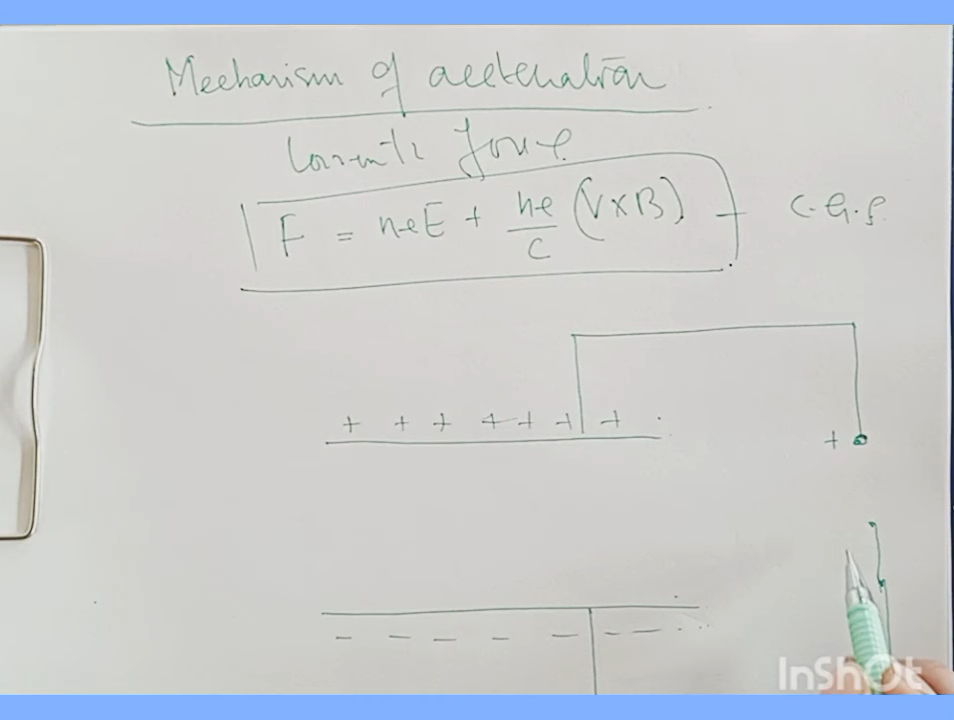 Mechanism of acceleration
Lorentz force
F = neE + ne/c (V×B) - C.G.S
+ + + + + + +
+
- - - - - - -
InShOt